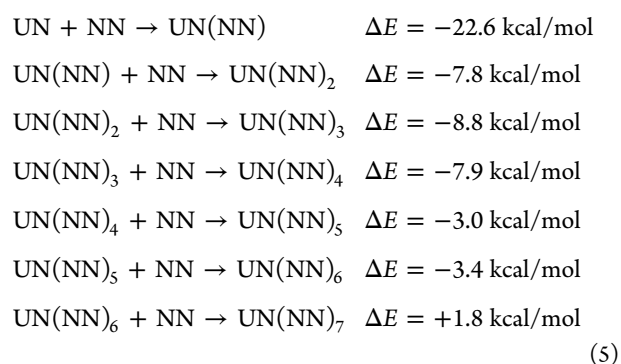 UN + NN → UN(NN) ΔE = −22.6 kcal/mol
UN(NN) + NN → UN(NN)₂ ΔE = −7.8 kcal/mol
UN(NN)₂ + NN → UN(NN)₃ ΔE = −8.8 kcal/mol
UN(NN)₃ + NN → UN(NN)₄ ΔE = −7.9 kcal/mol
UN(NN)₄ + NN → UN(NN)₅ ΔE = −3.0 kcal/mol
UN(NN)₅ + NN → UN(NN)₆ ΔE = −3.4 kcal/mol
UN(NN)₆ + NN → UN(NN)₇ ΔE = +1.8 kcal/mol
(5)